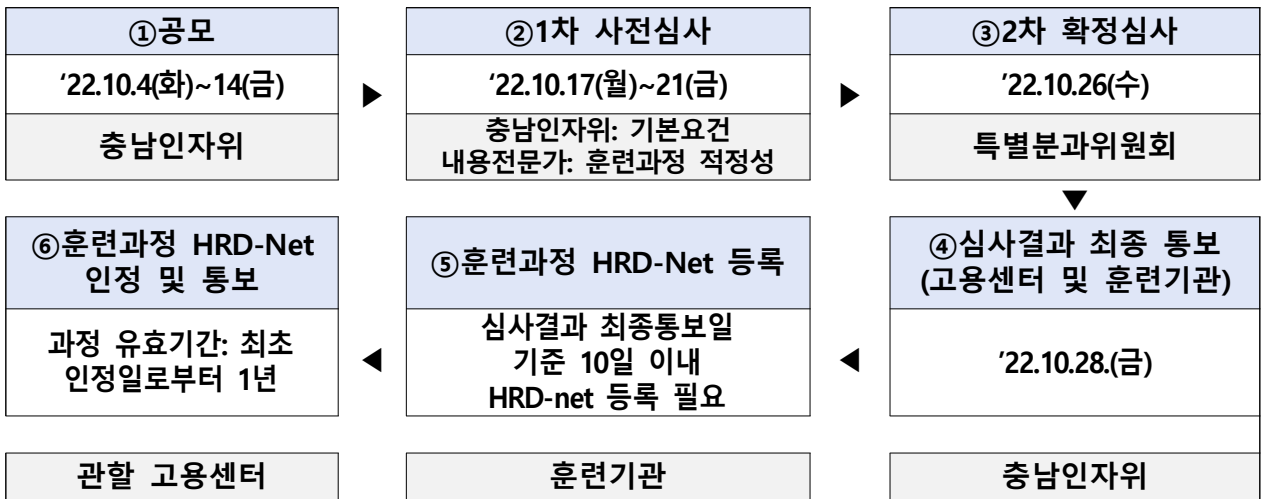 ①공모
‘22.10.4(화)~14(금)
충남인자위
▶
②1차 사전심사
‘22.10.17(월)~21(금)
충남인자위: 기본요건
내용전문가: 훈련과정 적정성
▶
③2차 확정심사
’22.10.26(수)
특별분과위원회
▼
④심사결과 최종 통보
(고용센터 및 훈련기관)
’22.10.28.(금)
충남인자위
◀
⑤훈련과정 HRD-Net 등록
심사결과 최종통보일
기준 10일 이내
HRD-net 등록 필요
훈련기관
◀
⑥훈련과정 HRD-Net
인정 및 통보
과정 유효기간: 최초
인정일로부터 1년
관할 고용센터